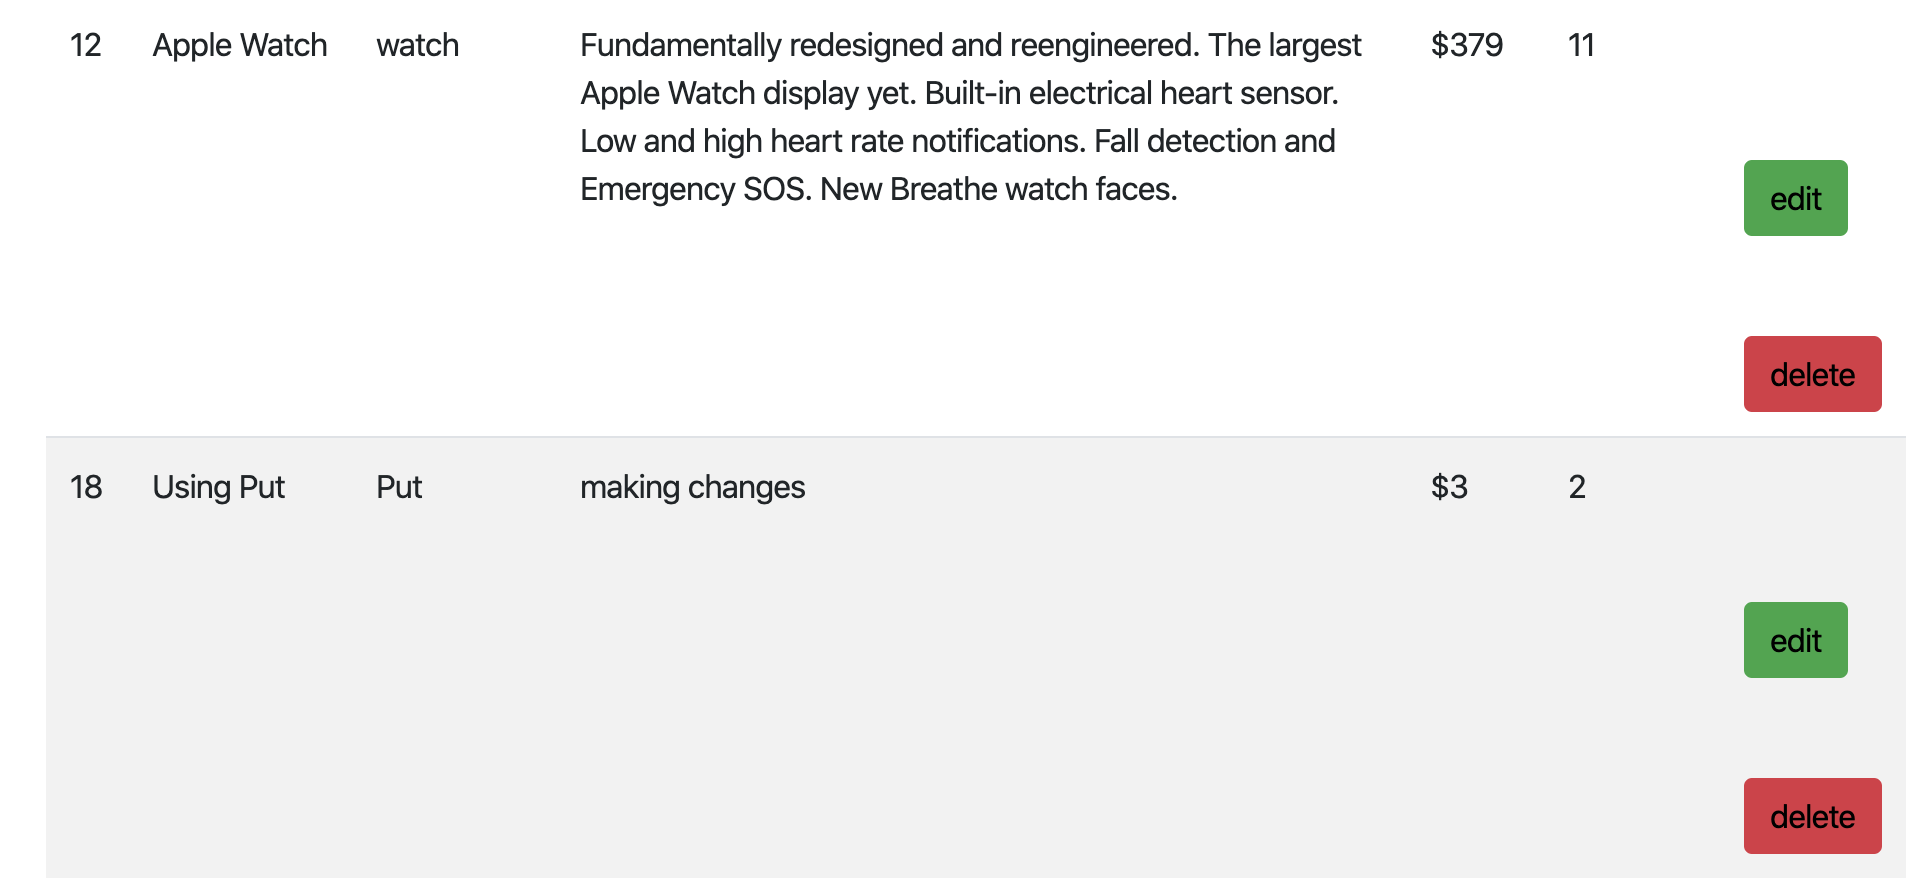 12 Apple Watch watch Fundamentally redesigned and reengineered. The largest $379 11
Apple Watch display yet. Built-in electrical heart sensor.
Low and high heart rate notifications. Fall detection and
Emergency SOS. New Breathe watch faces.
edit
delete
18 Using Put Put making changes $3 2
edit
delete